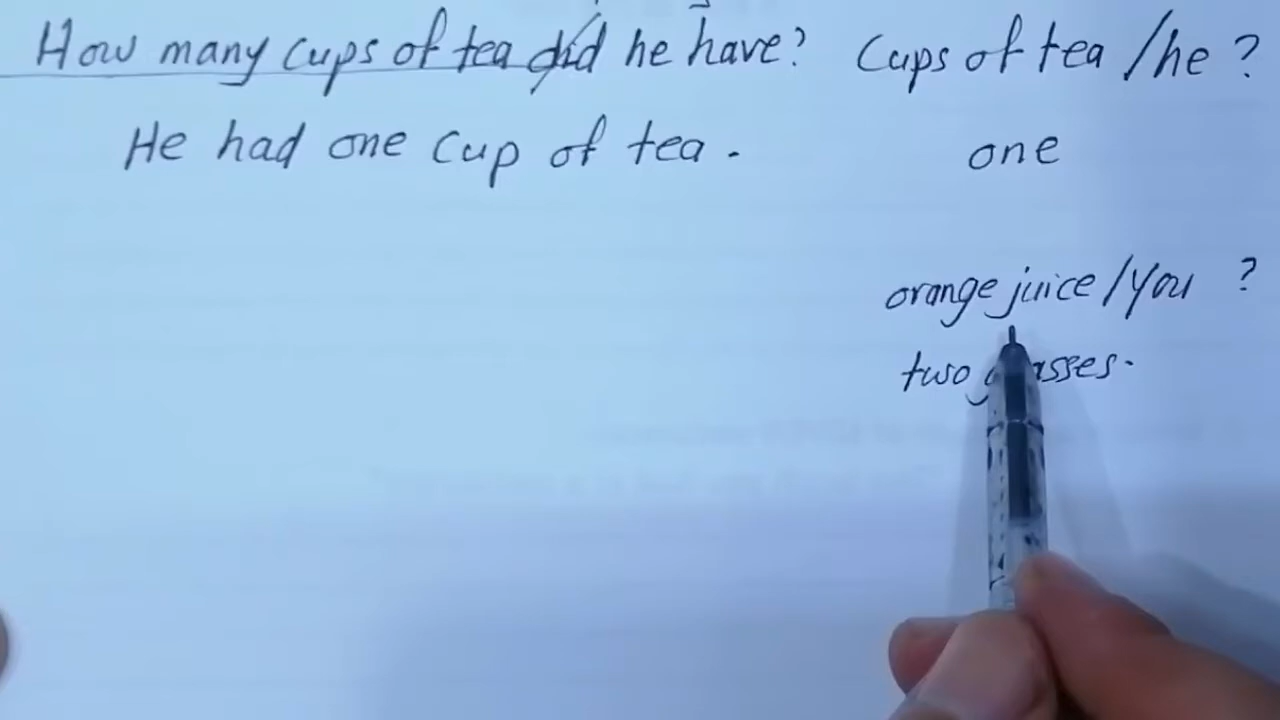 How many cups of tea did he have? Cups of tea / he ?
He had one cup of tea. one
orange juice / you ?
two glasses.